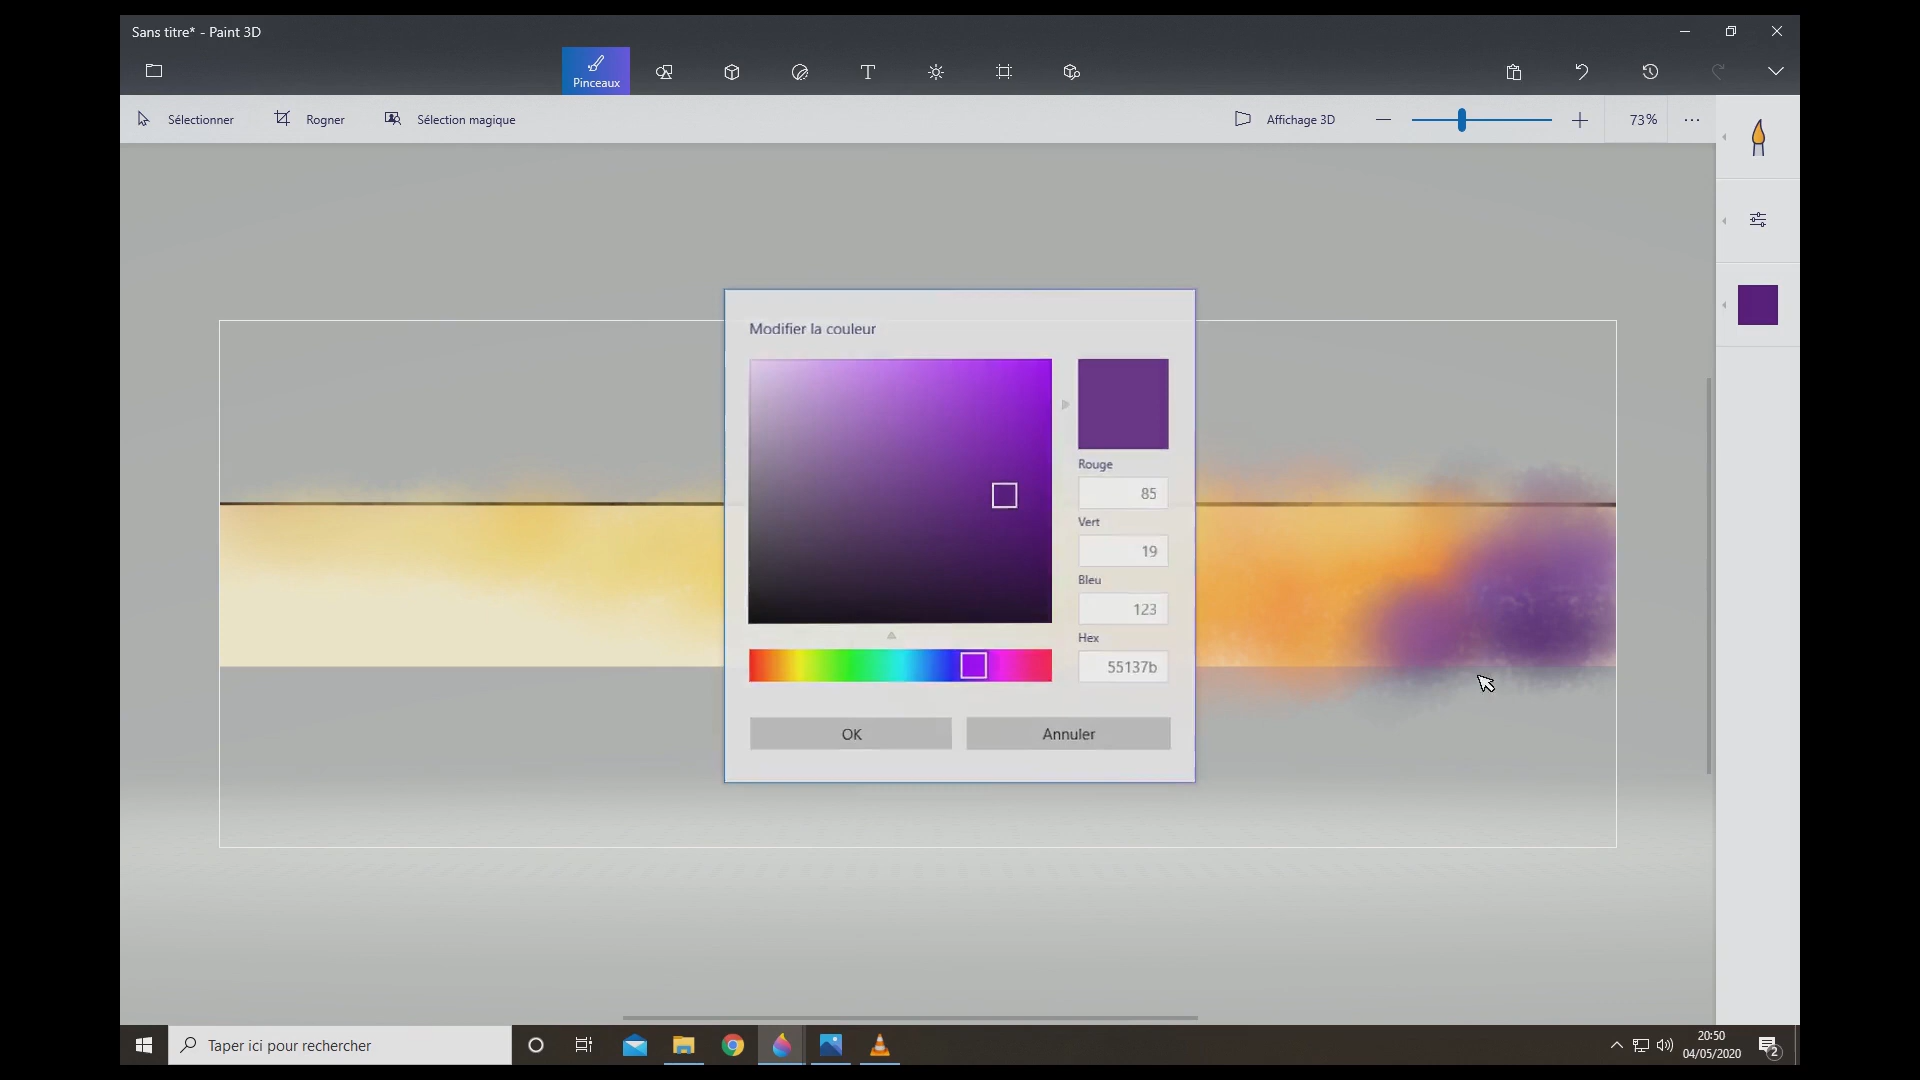 Sans titre* - Paint 3D
Pinceaux
Sélectionner
Rogner
Sélection magique
Affichage 3D
73%
Modifier la couleur
Rouge
85
Vert
19
Bleu
123
Hex
55137b
OK
Annuler
Taper ici pour rechercher
20:50
04/05/2020
2